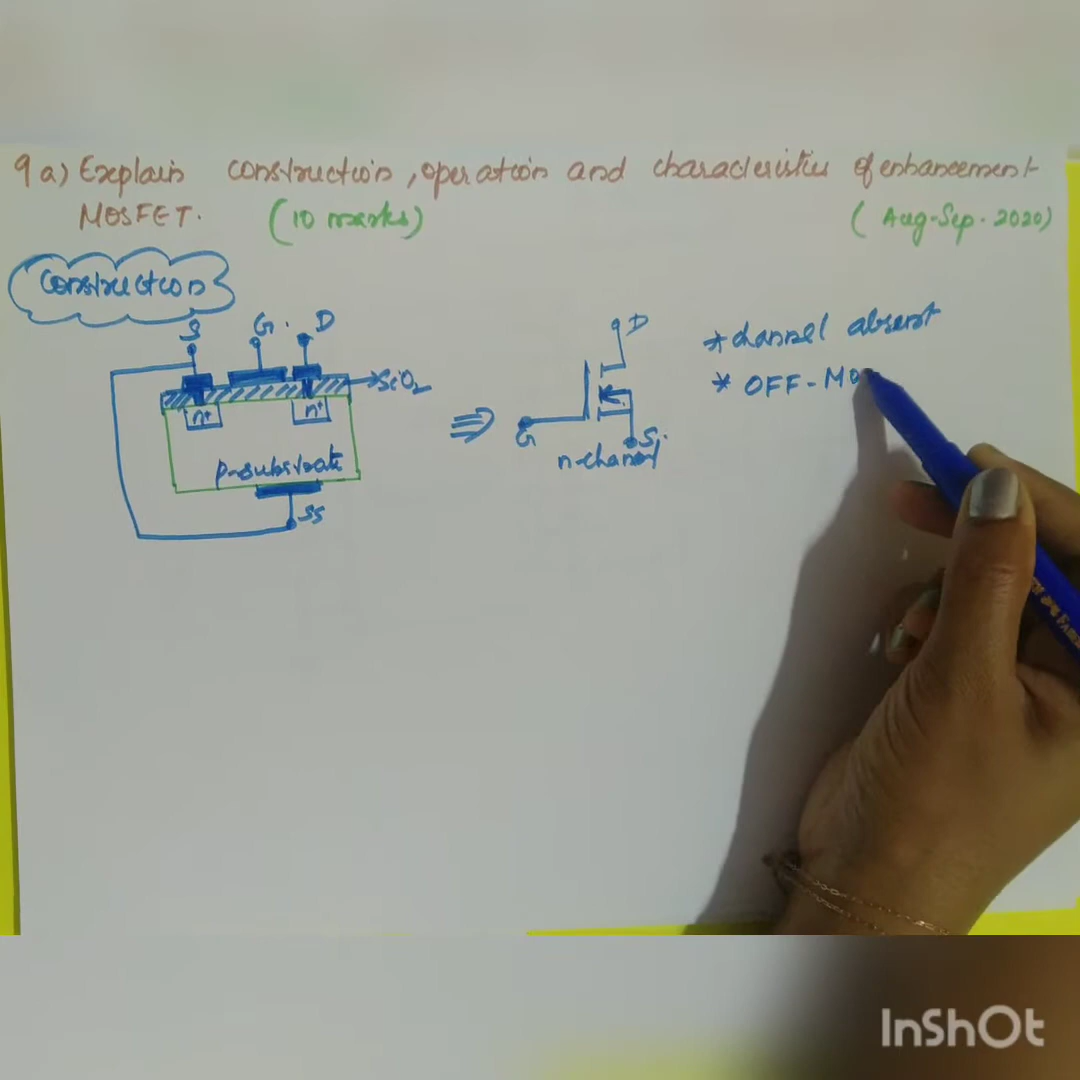 9 a) Explain construction, operation and characteristics of enhancement
MOSFET. (10 marks) (Aug-Sep-2020)
Construction
S G D
SiO2
n+ n+
p-substrate
SS
D
G
S
n-channel
* channel absent
* OFF-MO
InShOt